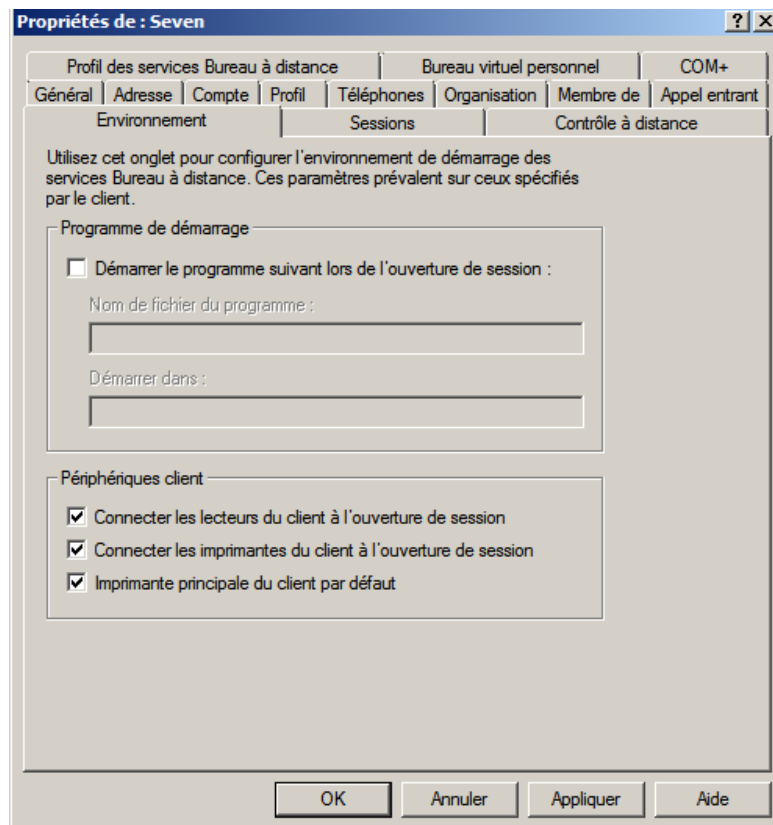 Propriétés de : Seven
Profil des services Bureau à distance
Bureau virtuel personnel
COM+
Général
Adresse
Compte
Profil
Téléphones
Organisation
Membre de
Appel entrant
Environnement
Sessions
Contrôle à distance
Utilisez cet onglet pour configurer l'environnement de démarrage des
services Bureau à distance. Ces paramètres prévalent sur ceux spécifiés
par le client.
Programme de démarrage
Démarrer le programme suivant lors de l'ouverture de session :
Nom de fichier du programme :
Démarrer dans :
Périphériques client
Connecter les lecteurs du client à l'ouverture de session
Connecter les imprimantes du client à l'ouverture de session
Imprimante principale du client par défaut
OK
Annuler
Appliquer
Aide